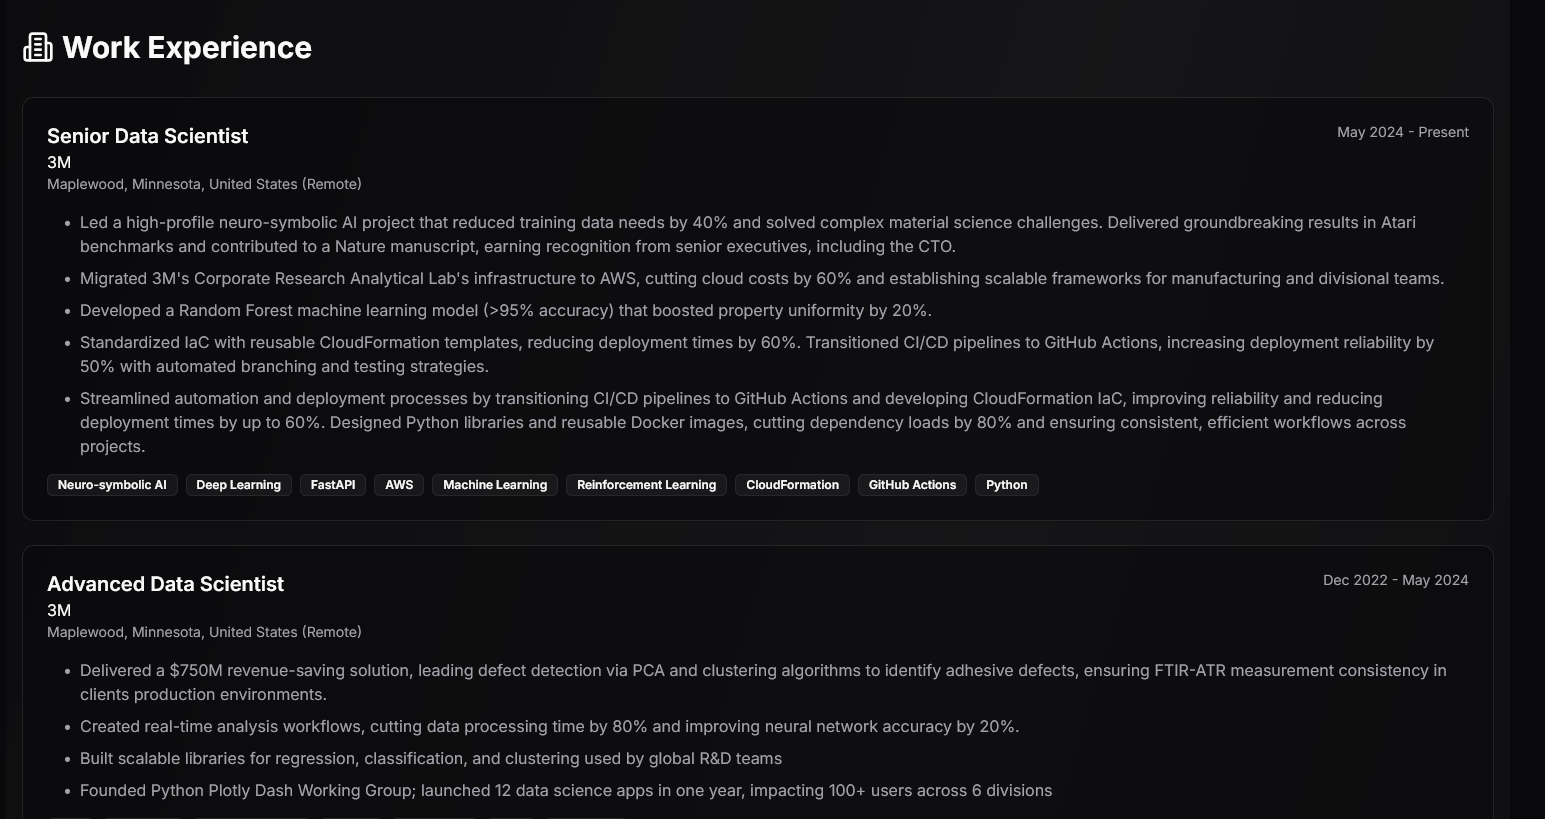 Work Experience
Senior Data Scientist
May 2024 - Present
3M
Maplewood, Minnesota, United States (Remote)
• Led a high-profile neuro-symbolic AI project that reduced training data needs by 40% and solved complex material science challenges. Delivered groundbreaking results in Atari
benchmarks and contributed to a Nature manuscript, earning recognition from senior executives, including the CTO.
• Migrated 3M's Corporate Research Analytical Lab's infrastructure to AWS, cutting cloud costs by 60% and establishing scalable frameworks for manufacturing and divisional teams.
• Developed a Random Forest machine learning model (>95% accuracy) that boosted property uniformity by 20%.
• Standardized IaC with reusable CloudFormation templates, reducing deployment times by 60%. Transitioned CI/CD pipelines to GitHub Actions, increasing deployment reliability by
50% with automated branching and testing strategies.
• Streamlined automation and deployment processes by transitioning CI/CD pipelines to GitHub Actions and developing CloudFormation IaC, improving reliability and reducing
deployment times by up to 60%. Designed Python libraries and reusable Docker images, cutting dependency loads by 80% and ensuring consistent, efficient workflows across
projects.
Neuro-symbolic AI Deep Learning FastAPI AWS Machine Learning Reinforcement Learning CloudFormation GitHub Actions Python
Advanced Data Scientist
Dec 2022 - May 2024
3M
Maplewood, Minnesota, United States (Remote)
• Delivered a $750M revenue-saving solution, leading defect detection via PCA and clustering algorithms to identify adhesive defects, ensuring FTIR-ATR measurement consistency in
clients production environments.
• Created real-time analysis workflows, cutting data processing time by 80% and improving neural network accuracy by 20%.
• Built scalable libraries for regression, classification, and clustering used by global R&D teams
• Founded Python Plotly Dash Working Group; launched 12 data science apps in one year, impacting 100+ users across 6 divisions